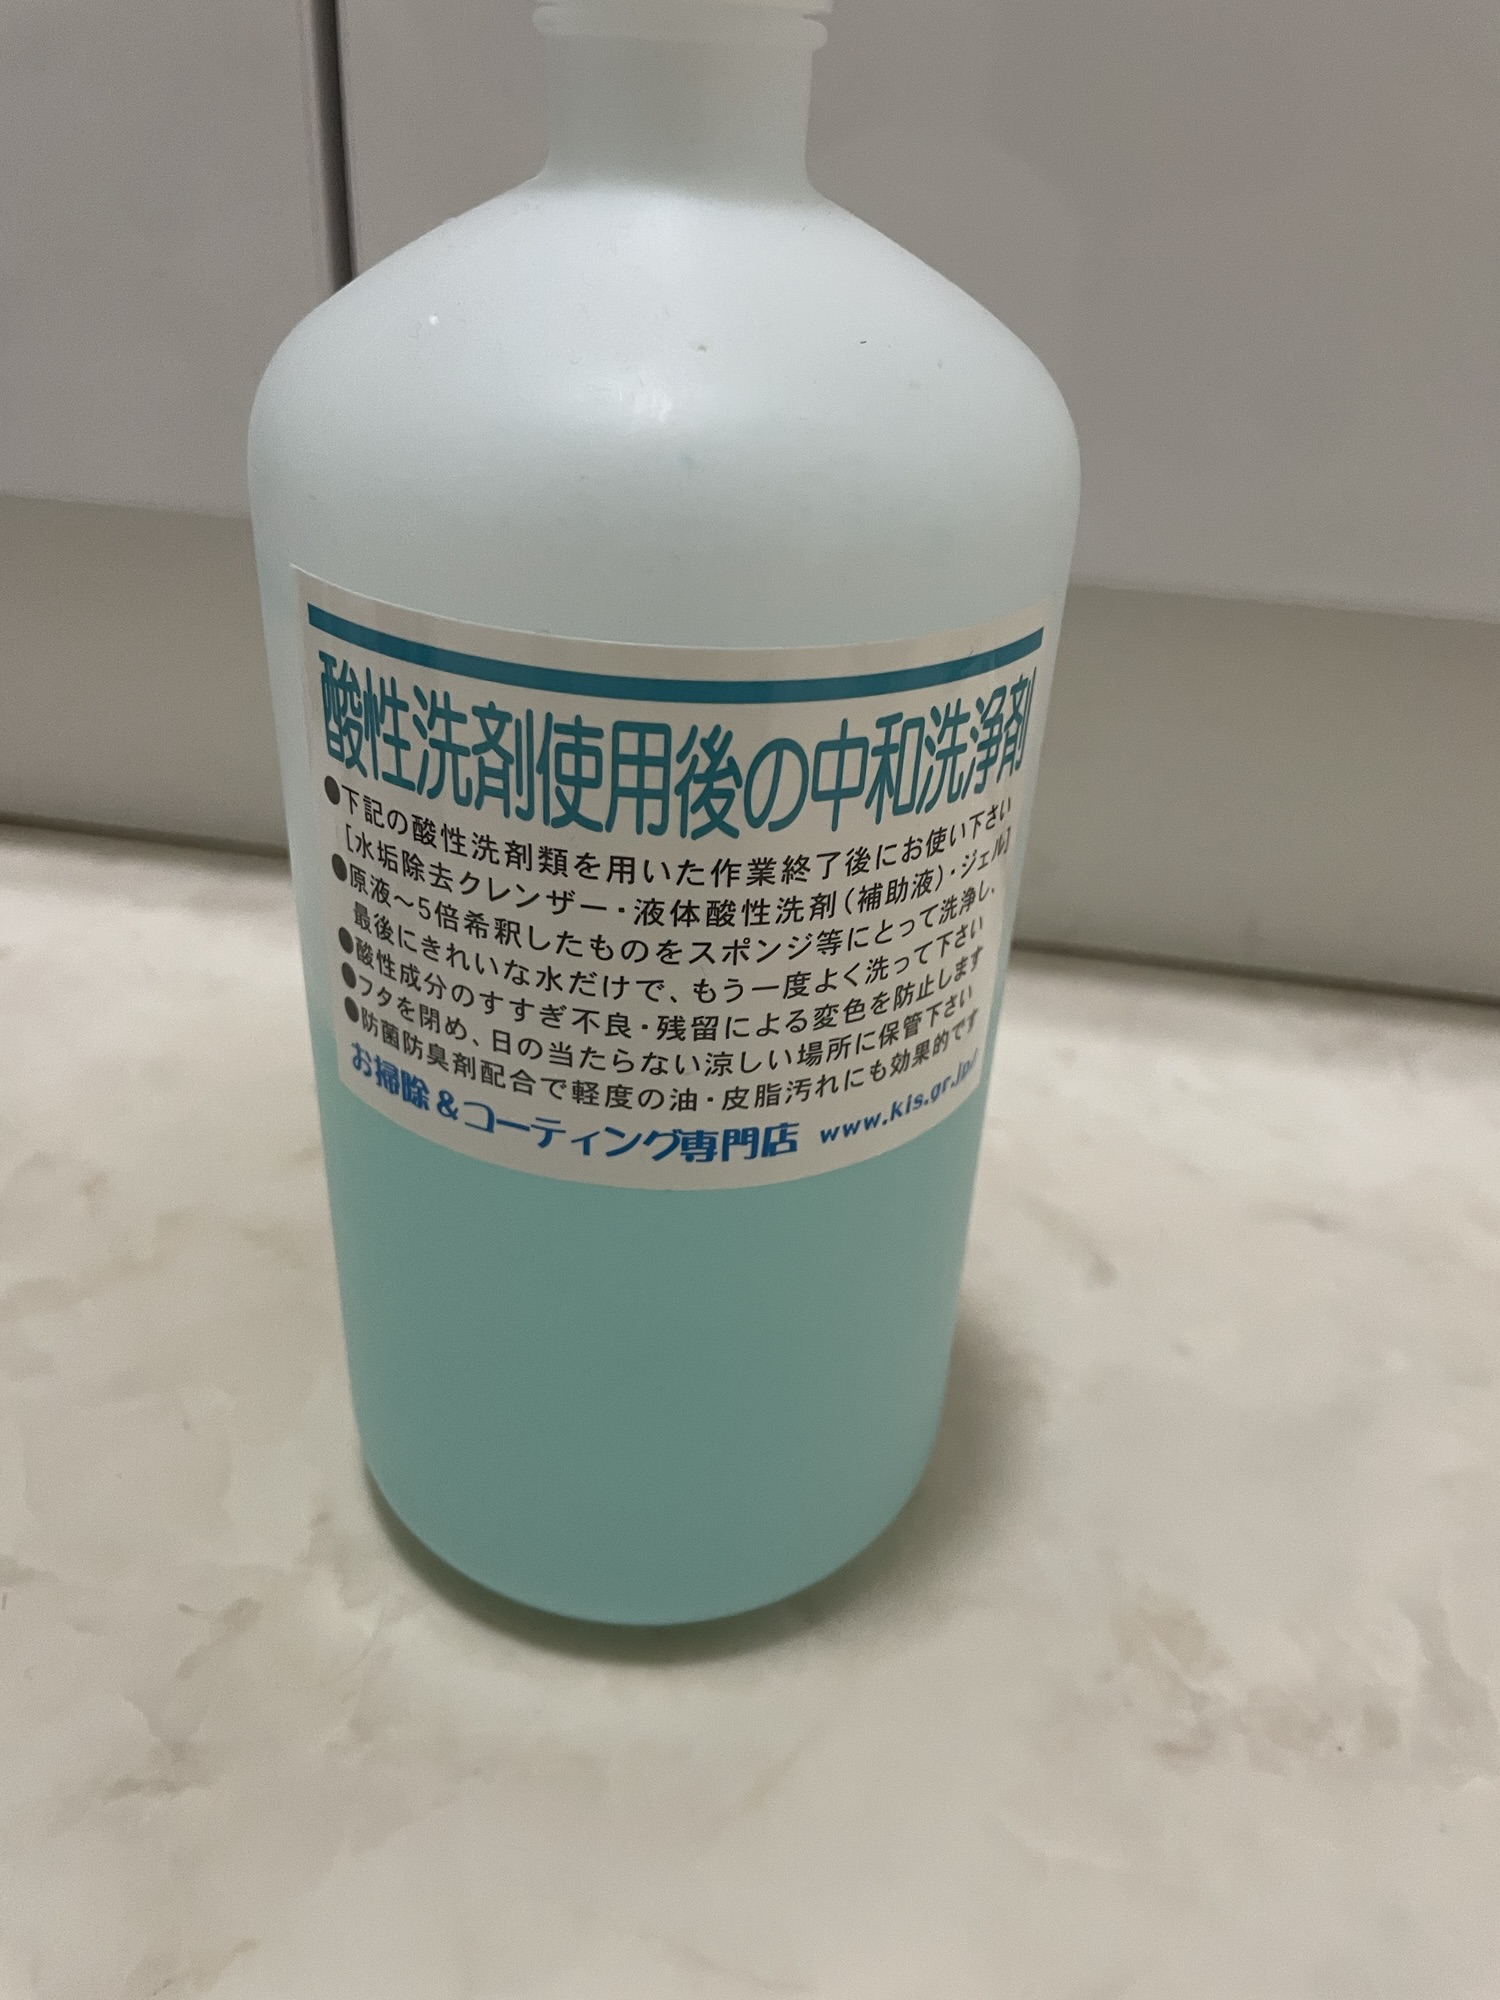 酸性洗剤使用後の中和洗浄剤
●下記の酸性洗剤類を用いた作業終了後にお使い下さい
[水垢除去クレンザー・液体酸性洗剤(補助液)・ジェル]
●原液～5倍希釈したものをスポンジ等にとって洗浄し、
最後にきれいな水だけで、もう一度よく洗って下さい
●酸性成分のすすぎ不良・残留による変色を防止します
●フタを閉め、日の当たらない涼しい場所に保管下さい
●防菌防臭剤配合で軽度の油・皮脂汚れにも効果的です
お掃除&コーティング専門店 www.kis.gr.jp/